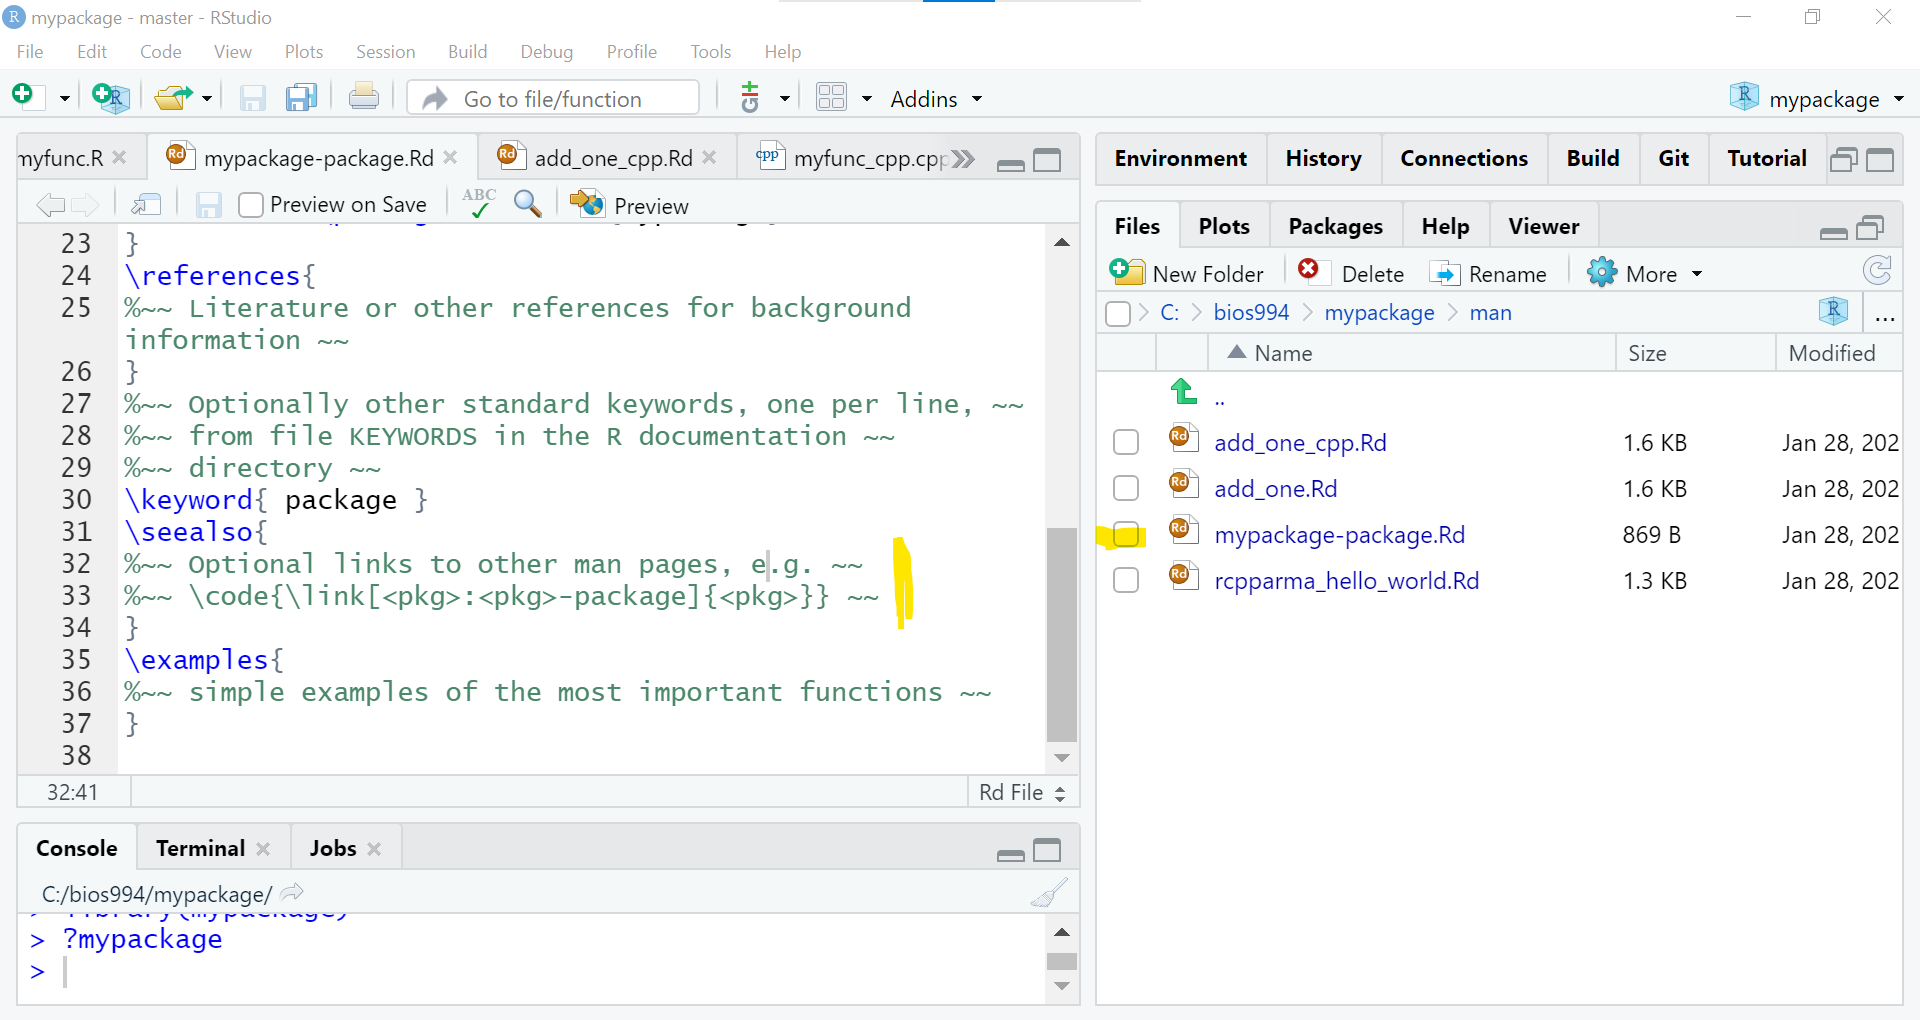 mypackage - master - RStudio
File Edit Code View Plots Session Build Debug Profile Tools Help
Go to file/function Addins mypackage
myfunc.R mypackage-package.Rd add_one_cpp.Rd myfunc_cpp.cpp
Preview on Save ABC Preview
23 }
24 \references{
25 %~~ Literature or other references for background
information ~~
26 }
27 %~~ Optionally other standard keywords, one per line, ~~
28 %~~ from file KEYWORDS in the R documentation ~~
29 %~~ directory ~~
30 \keyword{ package }
31 \seealso{
32 %~~ Optional links to other man pages, e.g. ~~
33 %~~ \code{\link[<pkg>:<pkg>-package]{<pkg>}} ~~
34 }
35 \examples{
36 %~~ simple examples of the most important functions ~~
37 }
38
32:41 Rd File
Console Terminal Jobs
C:/bios994/mypackage/
> library(mypackage)
> ?mypackage
>
Environment History Connections Build Git Tutorial
Files Plots Packages Help Viewer
New Folder Delete Rename More
C: bios994 mypackage man ...
Name Size Modified
..
add_one_cpp.Rd 1.6 KB Jan 28, 202
add_one.Rd 1.6 KB Jan 28, 202
mypackage-package.Rd 869 B Jan 28, 202
rcpparma_hello_world.Rd 1.3 KB Jan 28, 202